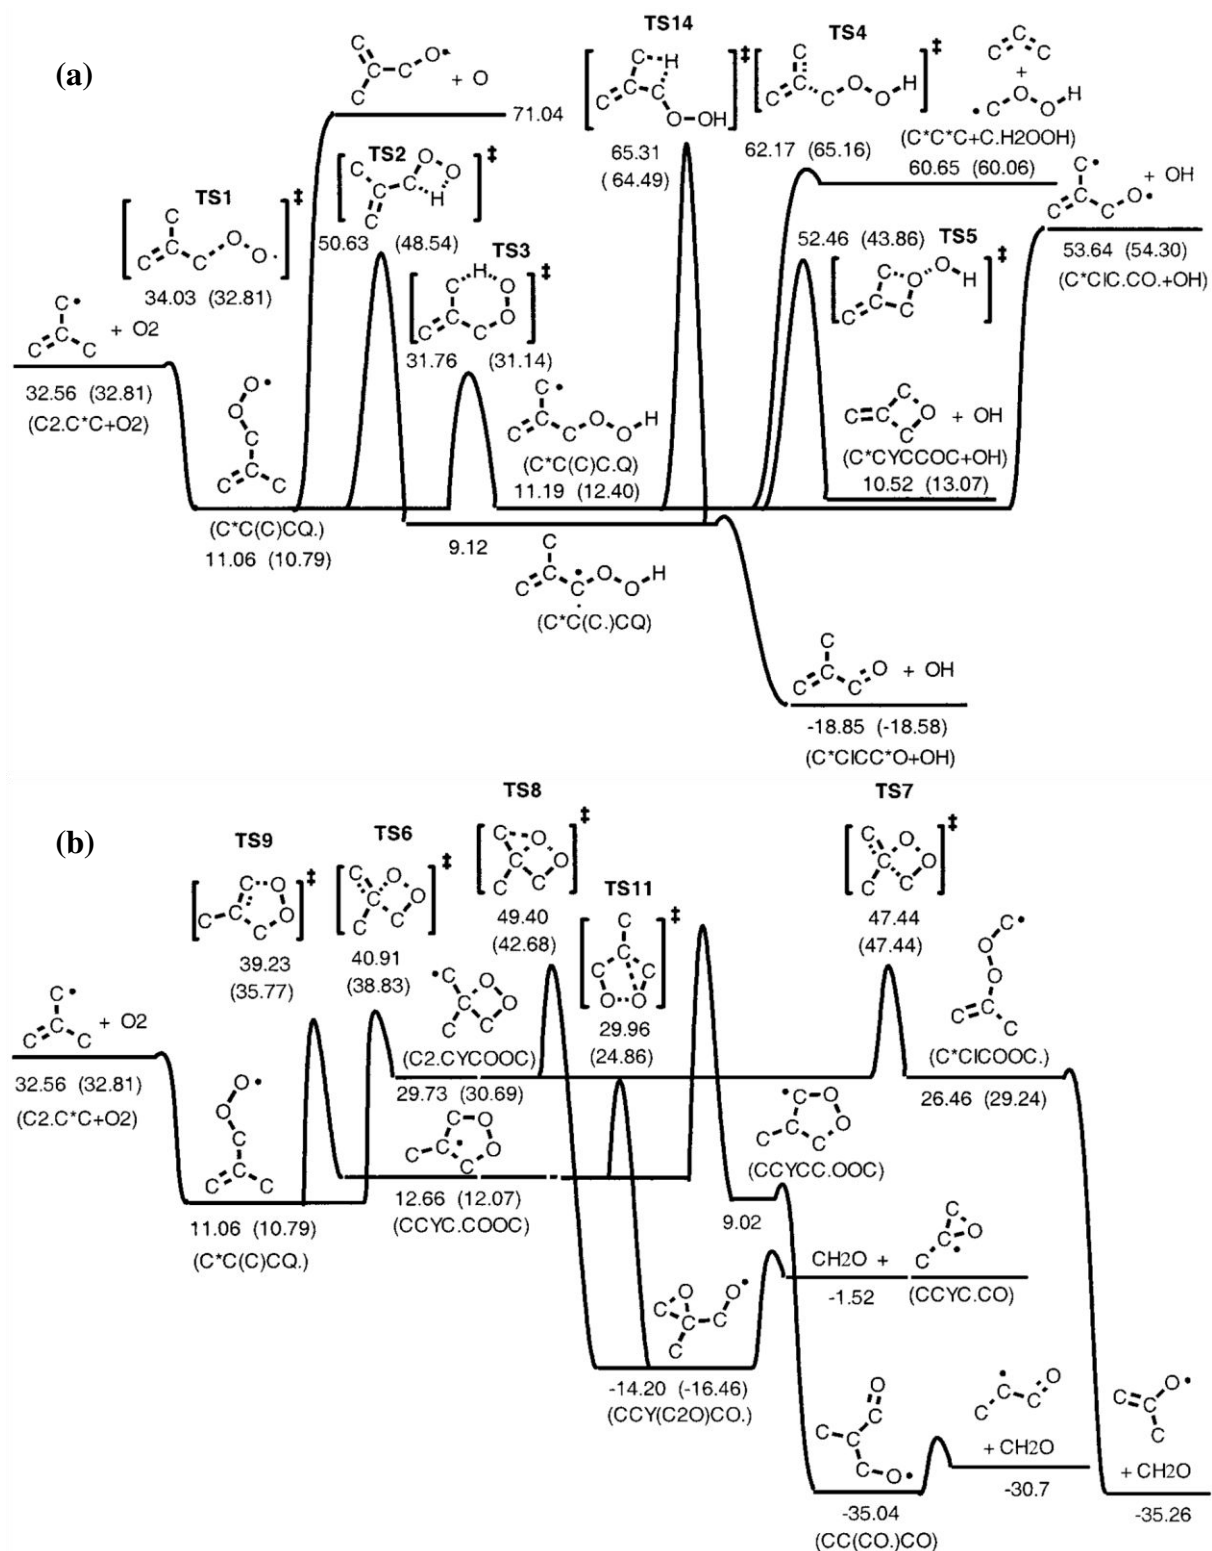 (a)
TS14
TS4
+ O
71.04
65.31
( 64.49)
62.17 (65.16)
+
(C*C*C+C.H2OOH)
60.65 (60.06)
TS2
50.63 (48.54)
TS1
34.03 (32.81)
TS3
31.76 (31.14)
52.46 (43.86)
TS5
+ OH
53.64 (54.30)
(C*CIC.CO.+OH)
+ O2
32.56 (32.81)
(C2.C*C+O2)
(C*C(C)C.Q)
11.19 (12.40)
+ OH
(C*CYCCOC+OH)
10.52 (13.07)
(C*C(C)CQ.)
11.06 (10.79)
9.12
(C*C(C.)CQ)
+ OH
-18.85 (-18.58)
(C*CICC*O+OH)
(b)
TS9
TS6
TS8
TS11
TS7
39.23
(35.77)
40.91
(38.83)
49.40
(42.68)
29.96
(24.86)
47.44
(47.44)
+ O2
32.56 (32.81)
(C2.C*C+O2)
(C2.CYCOOC)
29.73 (30.69)
(C*CICOOC.)
26.46 (29.24)
11.06 (10.79)
(C*C(C)CQ.)
12.66 (12.07)
(CCYC.COOC)
(CCYCC.OOC)
9.02
CH2O +
-1.52
(CCYC.CO)
-14.20 (-16.46)
(CCY(C2O)CO.)
-35.04
(CC(CO.)CO)
+ CH2O
-30.7
+ CH2O
-35.26